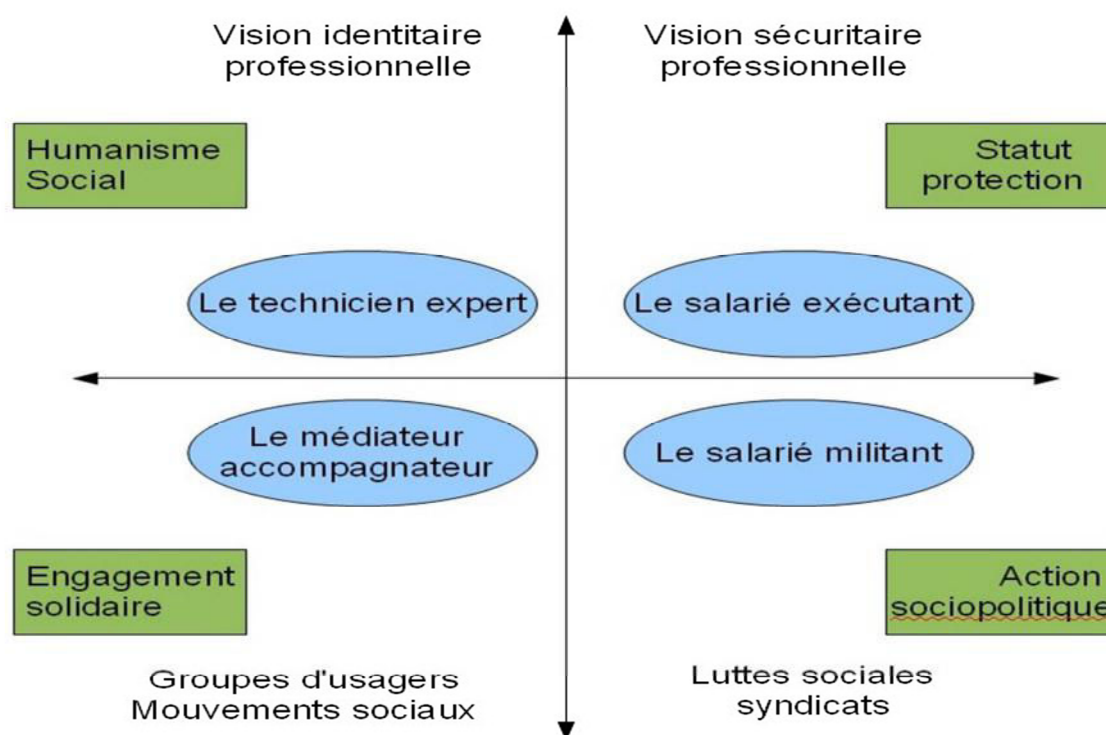 Vision identitaire
professionnelle
Vision sécuritaire
professionnelle
Humanisme
Social
Statut
protection
Le technicien expert
Le salarié exécutant
Le médiateur
accompagnateur
Le salarié militant
Engagement
solidaire
Action
sociopolitique
Groupes d'usagers
Mouvements sociaux
Luttes sociales
syndicats